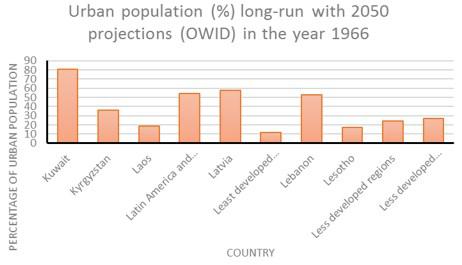 Urban population (%) long-run with 2050
projections (OWID) in the year 1966
PERCENTAGE OF URBAN POPULATION
90
80
70
60
50
40
30
20
10
0
Kuwait
Kyrgyzstan
Laos
Latin America and...
Latvia
Least developed...
Lebanon
Lesotho
Less developed regions
Less developed...
COUNTRY